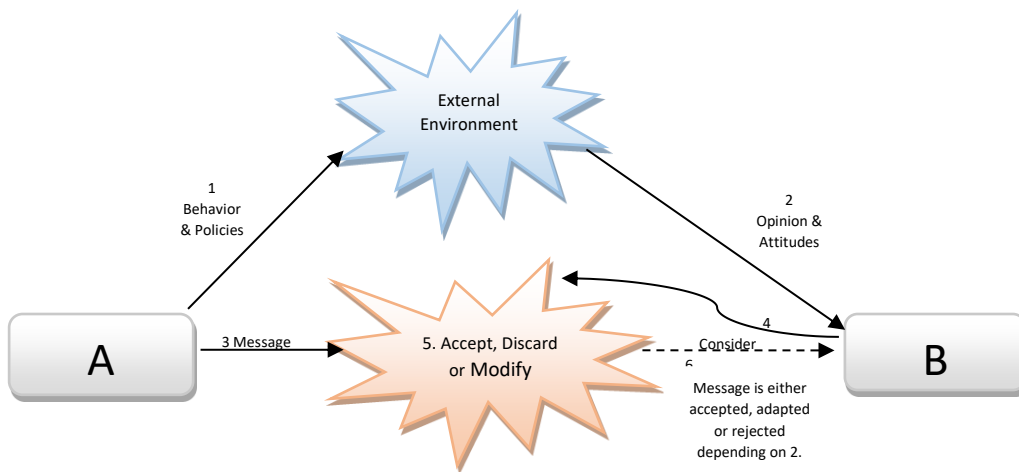 External
Environment
1
Behavior
& Policies
2
Opinion &
Attitudes
A
3 Message
5. Accept, Discard
or Modify
4
Consider
6
B
Message is either
accepted, adapted
or rejected
depending on 2.